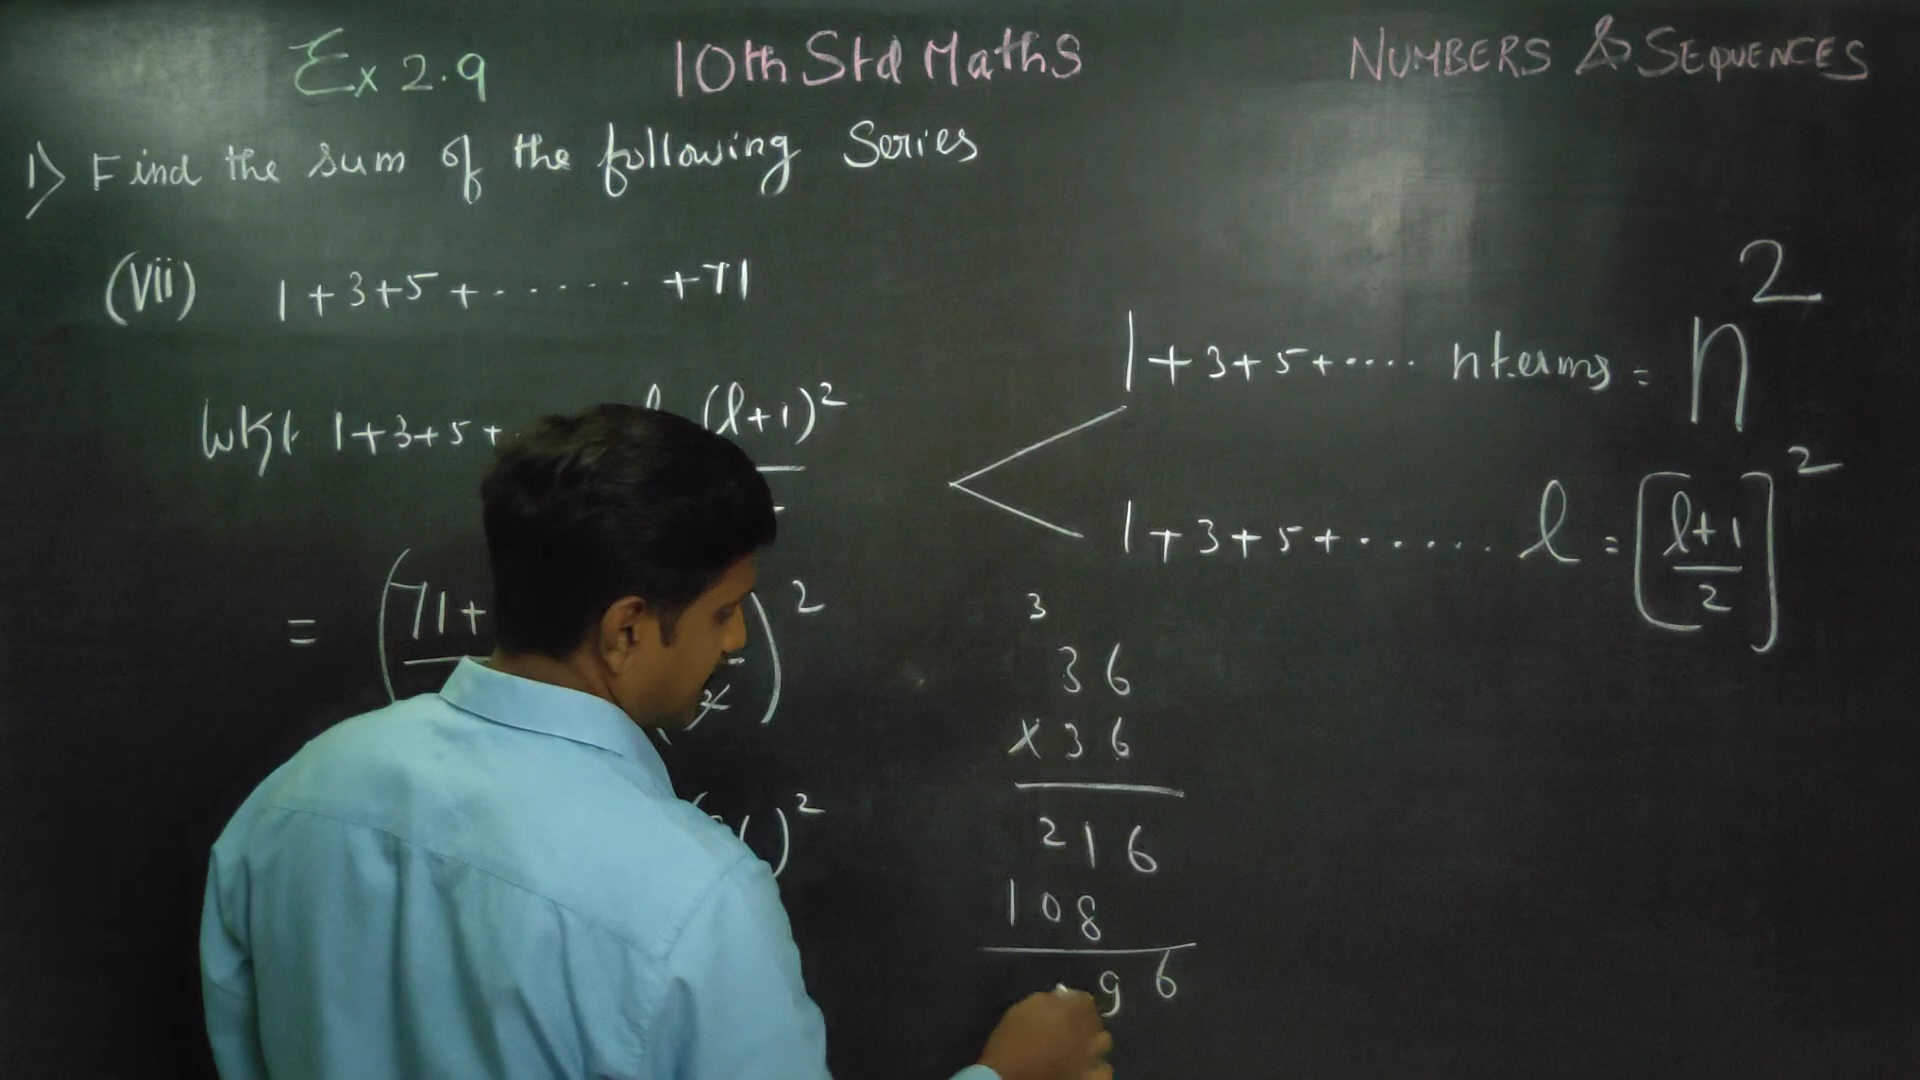 Ex 2.9 10th Std Maths NUMBERS & SEQUENCES
1) Find the sum of the following Series
(vii) 1+3+5+....... +71
1+3+5+.... n terms = n²
wkt 1+3+5+. (l+1)²
1+3+5+....... l = [l+1/2]²
= (71+ )²
3
36
×36
( )²
216
108
96